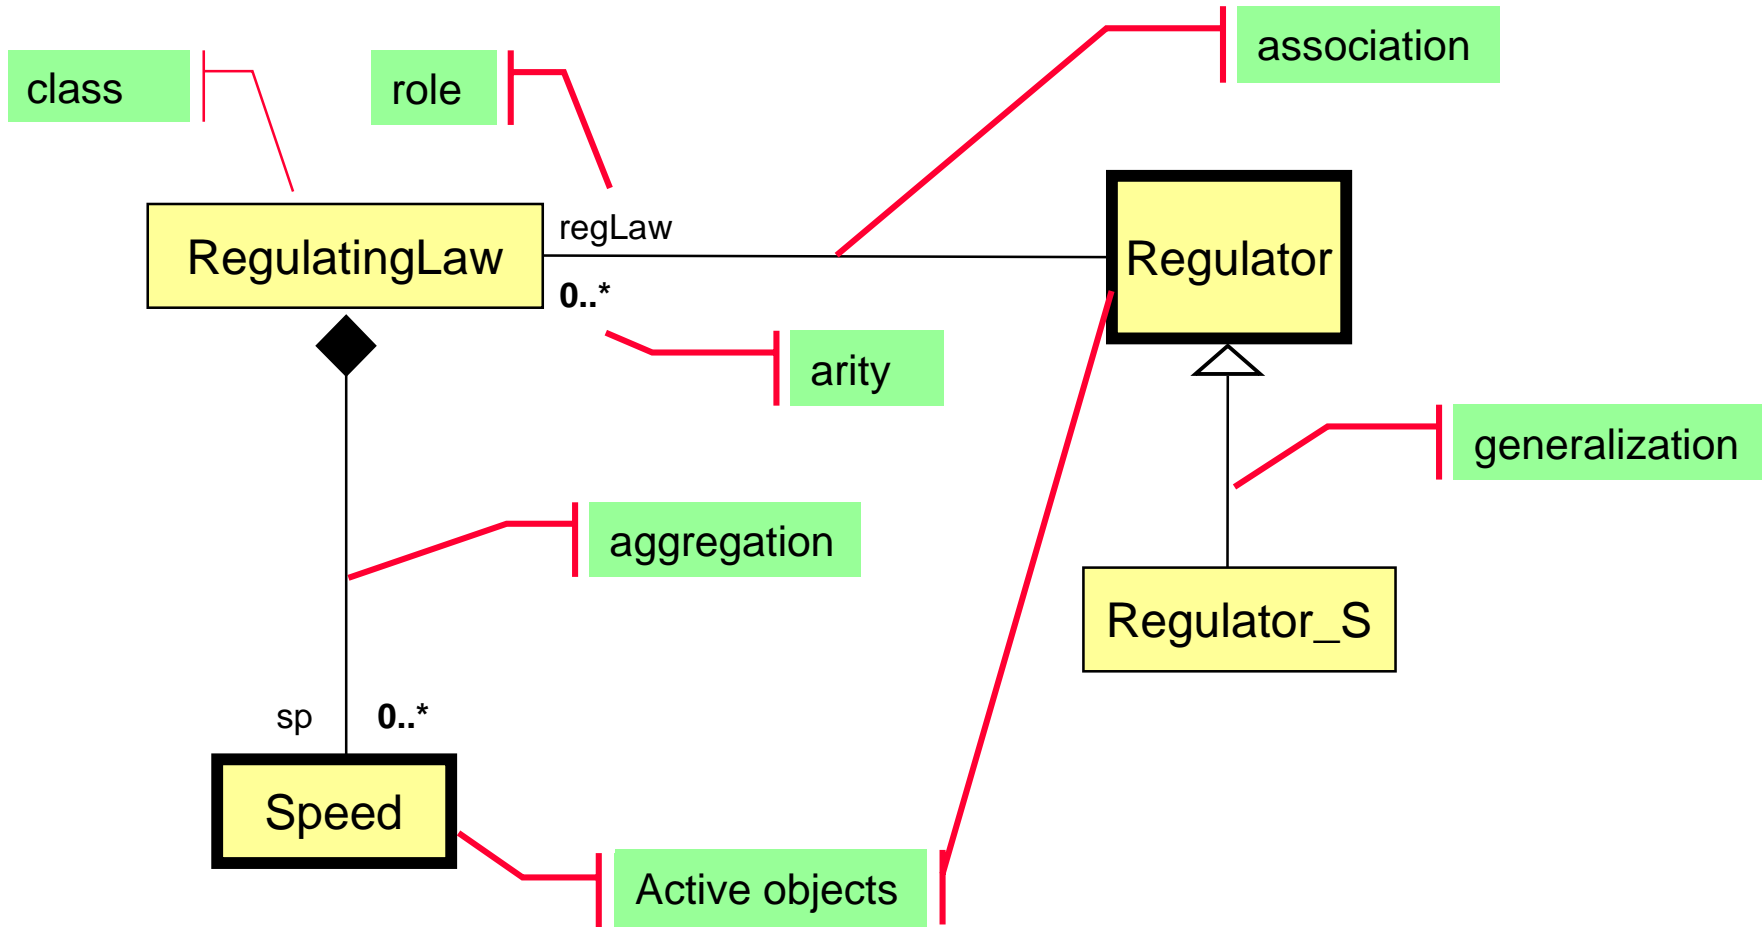 association
class
role
regLaw
RegulatingLaw
Regulator
0..*
arity
generalization
aggregation
Regulator_S
sp
0..*
Speed
Active objects